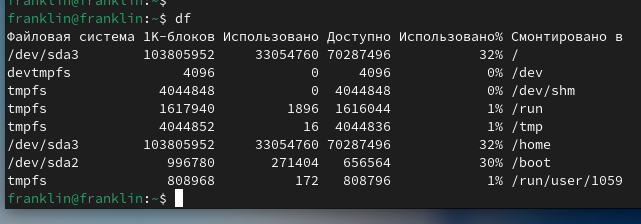 franklin@franklin:~$
franklin@franklin:~$ df
Файловая система 1K-блоков Использовано Доступно Использовано% Смонтировано в
/dev/sda3 103805952 33054760 70287496 32% /
devtmpfs 4096 0 4096 0% /dev
tmpfs 4044848 0 4044848 0% /dev/shm
tmpfs 1617940 1896 1616044 1% /run
tmpfs 4044852 16 4044836 1% /tmp
/dev/sda3 103805952 33054760 70287496 32% /home
/dev/sda2 996780 271404 656564 30% /boot
tmpfs 808968 172 808796 1% /run/user/1059
franklin@franklin:~$